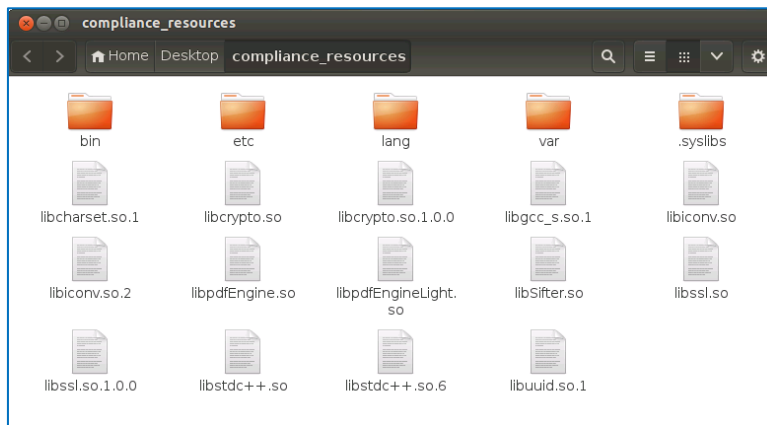 compliance_resources
Home Desktop compliance_resources
bin etc lang var .syslibs
libcharset.so.1 libcrypto.so libcrypto.so.1.0.0 libgcc_s.so.1 libiconv.so
libiconv.so.2 libpdfEngine.so libpdfEngineLight. libSifter.so libssl.so
so
libssl.so.1.0.0 libstdc++.so libstdc++.so.6 libuuid.so.1